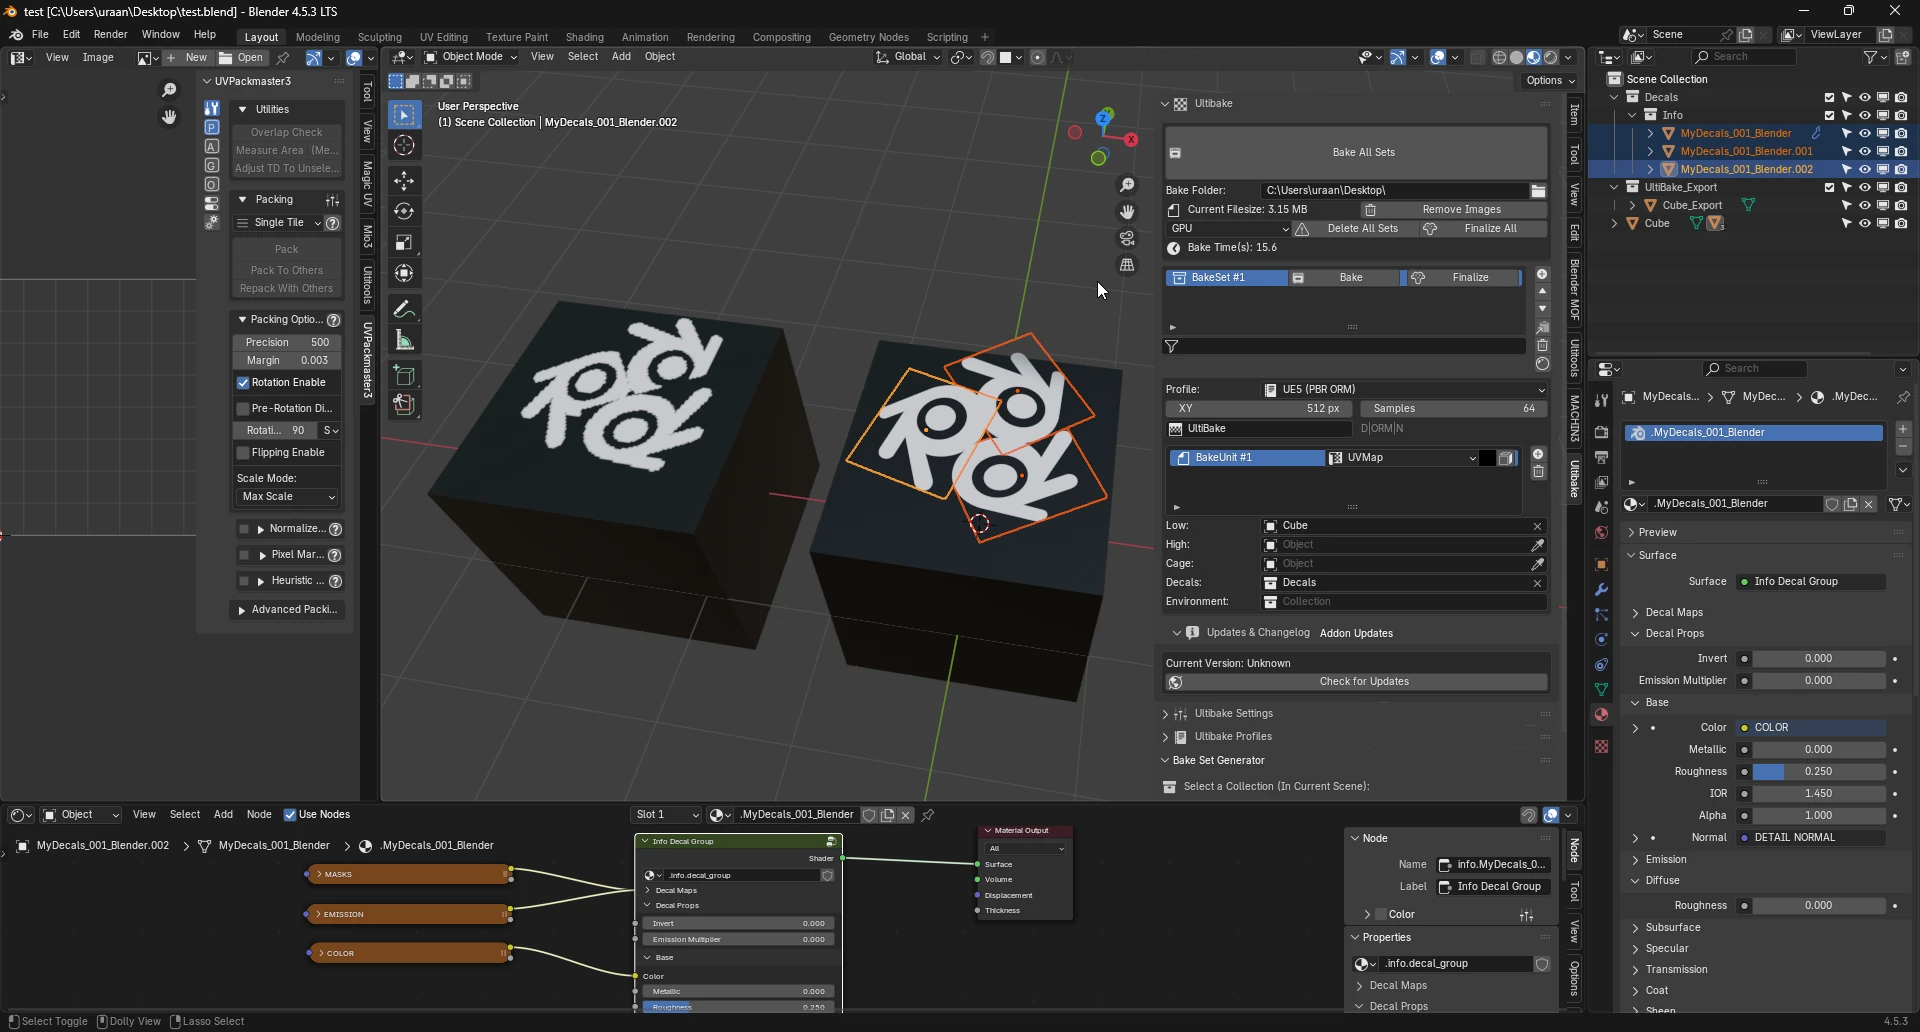 test [C:\Users\uraan\Desktop\test.blend] - Blender 4.5.3 LTS
File Edit Render Window Help Layout Modeling Sculpting UV Editing Texture Paint Shading Animation Rendering Compositing Geometry Nodes Scripting + Scene ViewLayer
View Image + New Open Object Mode View Select Add Object Global Search
Options
UVPackmaster3
Utilities
Overlap Check
Measure Area (Me...
Adjust TD To Unsele...
Packing
Single Tile
Pack
Pack To Others
Repack With Others
Packing Optio...
Precision 500
Margin 0.003
Rotation Enable
Pre-Rotation Di...
Rotati... 90 S
Flipping Enable
Scale Mode:
Max Scale
Normalize...
Pixel Mar...
Heuristic ...
Advanced Packi...
Tool
View
Magic UV
Mio3
Ultitools
UVPackmaster3
User Perspective
(1) Scene Collection | MyDecals_001_Blender.002
Z
X
Ultibake
Bake All Sets
Bake Folder: C:\Users\uraan\Desktop\
Current Filesize: 3.15 MB Remove Images
GPU Delete All Sets Finalize All
Bake Time(s): 15.6
BakeSet #1 Bake Finalize
Profile: UE5 (PBR ORM)
XY 512 px Samples 64
UltiBake D|ORM|N
BakeUnit #1 UVMap
Low: Cube
High: Object
Cage: Object
Decals: Decals
Environment: Collection
Updates & Changelog Addon Updates
Current Version: Unknown
Check for Updates
Ultibake Settings
Ultibake Profiles
Bake Set Generator
Select a Collection (In Current Scene):
Item
Tool
View
Edit
Blender MOF
Ultitools
MACHIN3
Ultibake
Scene Collection
Decals
Info
MyDecals_001_Blender
MyDecals_001_Blender.001
MyDecals_001_Blender.002
UltiBake_Export
Cube_Export
Cube
Search
MyDecals... MyDec... .MyDec...
.MyDecals_001_Blender
.MyDecals_001_Blender
Preview
Surface
Surface Info Decal Group
Decal Maps
Decal Props
Invert 0.000
Emission Multiplier 0.000
Base
Color COLOR
Metallic 0.000
Roughness 0.250
IOR 1.450
Alpha 1.000
Normal DETAIL NORMAL
Emission
Diffuse
Roughness 0.000
Subsurface
Specular
Transmission
Coat
Sheen
Object View Select Add Node Use Nodes Slot 1 .MyDecals_001_Blender
MyDecals_001_Blender.002 MyDecals_001_Blender .MyDecals_001_Blender
MASKS
EMISSION
COLOR
Info Decal Group
Shader
.info.decal_group
Decal Maps
Decal Props
Invert 0.000
Emission Multiplier 0.000
Base
Color
Metallic 0.000
Roughness 0.250
Material Output
All
Surface
Volume
Displacement
Thickness
Node
Name info.MyDecals_0...
Label Info Decal Group
Color
Properties
.info.decal_group
Decal Maps
Decal Props
Node
Tool
View
Options
Select Toggle Dolly View Lasso Select 4.5.3